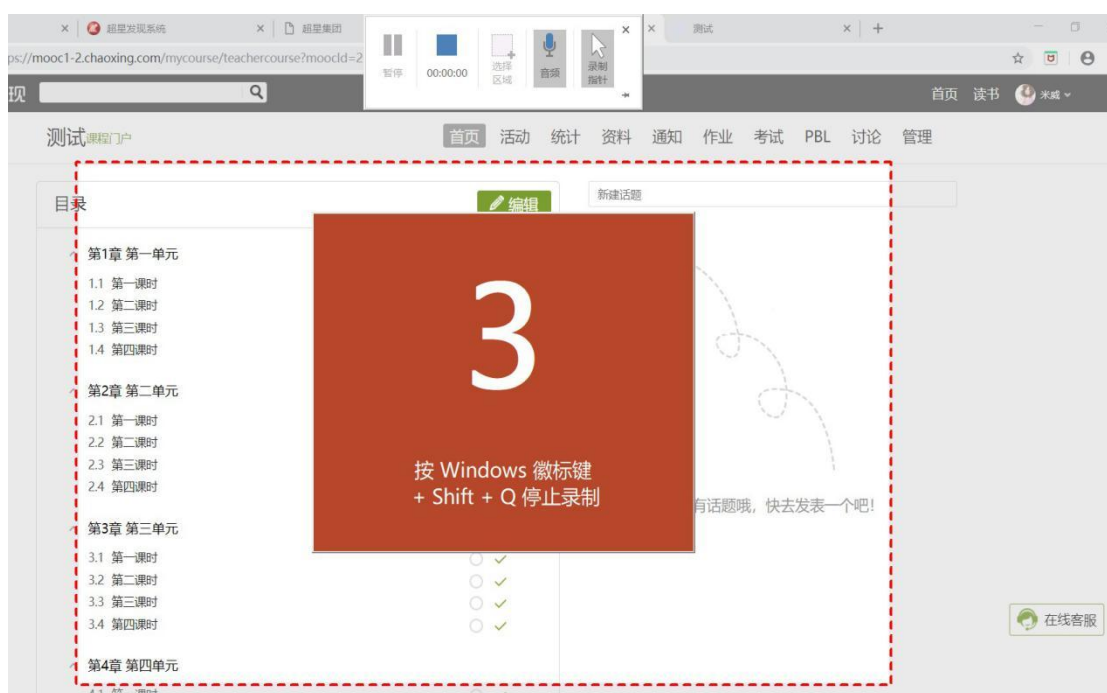 超星发现系统
超星集团
测试
ps://mooc1-2.chaoxing.com/mycourse/teachercourse?moocId=2
暂停
00:00:00
选择
区域
音频
录制
指针
现
首页 读书 米威
测试课程门户
首页 活动 统计 资料 通知 作业 考试 PBL 讨论 管理
目录
编辑
新建话题
第1章 第一单元
1.1 第一课时
1.2 第二课时
1.3 第三课时
1.4 第四课时
第2章 第二单元
2.1 第一课时
2.2 第二课时
2.3 第三课时
2.4 第四课时
3
按 Windows 徽标键
+ Shift + Q 停止录制
有话题哦，快去发表一个吧！
第3章 第三单元
3.1 第一课时
3.2 第二课时
3.3 第三课时
3.4 第四课时
在线客服
第4章 第四单元